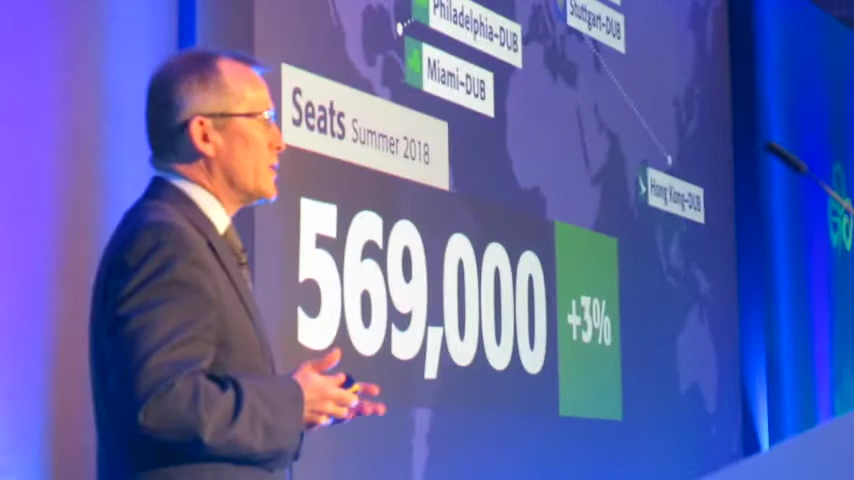 Philadelphia–DUB
Stuttgart–DUB
Miami–DUB
Seats Summer 2018
Hong Kong–DUB
569,000
+3%